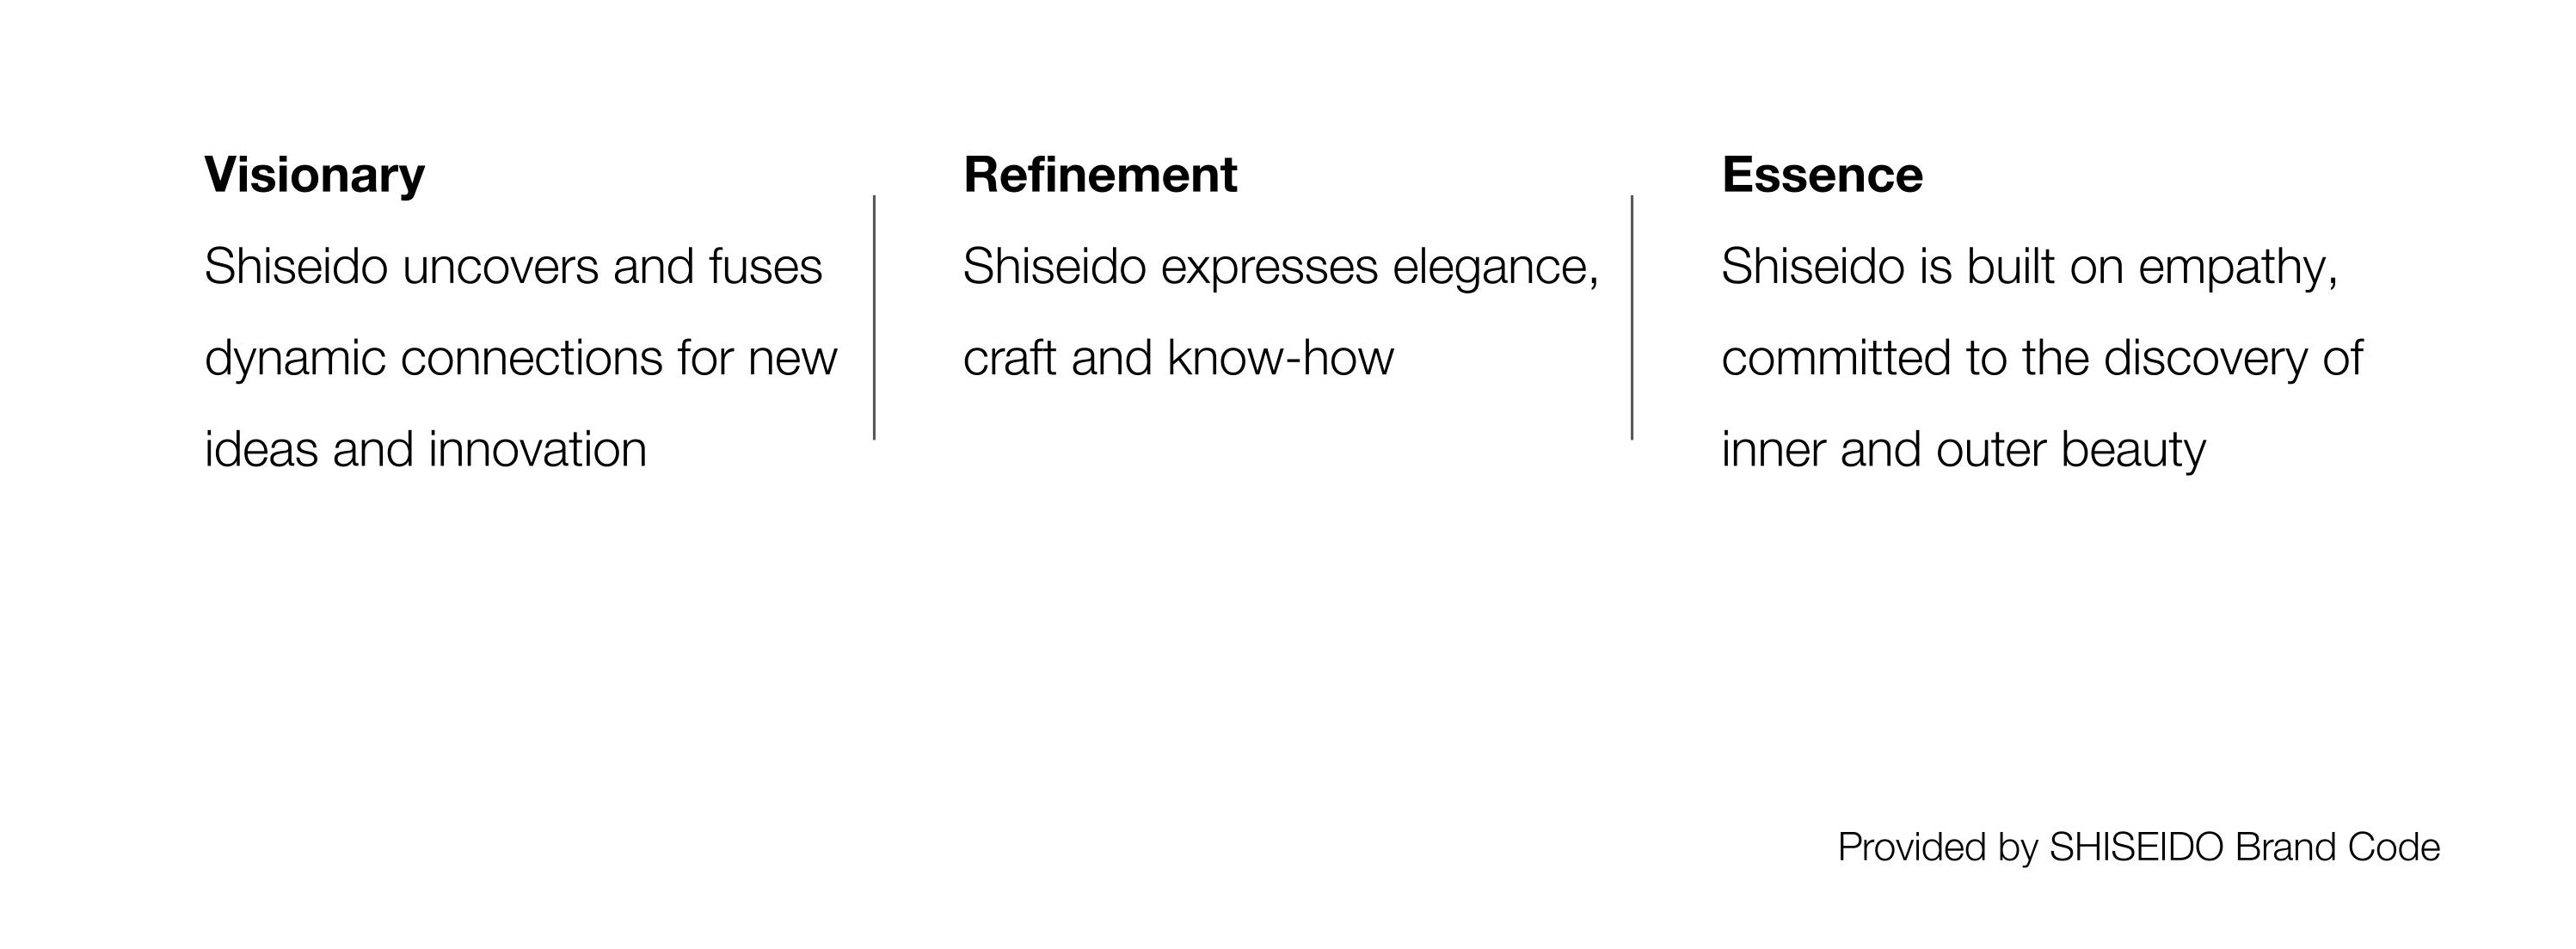 Visionary
Shiseido uncovers and fuses
dynamic connections for new
ideas and innovation
Refinement
Shiseido expresses elegance,
craft and know-how
Essence
Shiseido is built on empathy,
committed to the discovery of
inner and outer beauty
Provided by SHISEIDO Brand Code